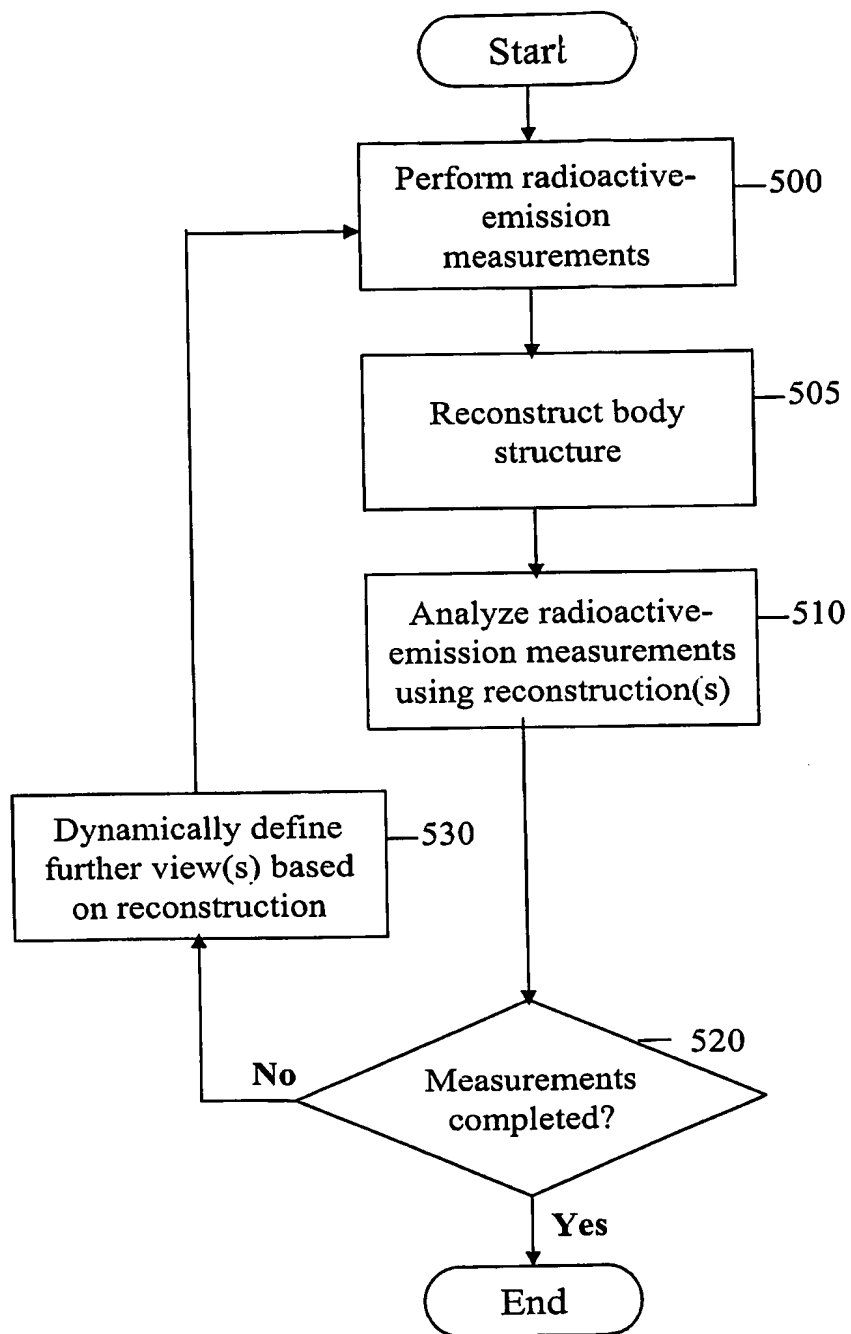 Start
Perform radioactive-
emission
measurements
500
Reconstruct body
structure
505
Analyze radioactive-
emission measurements
using reconstruction(s)
510
Dynamically define
further view(s) based
on reconstruction
530
520
No
Measurements
completed?
Yes
End